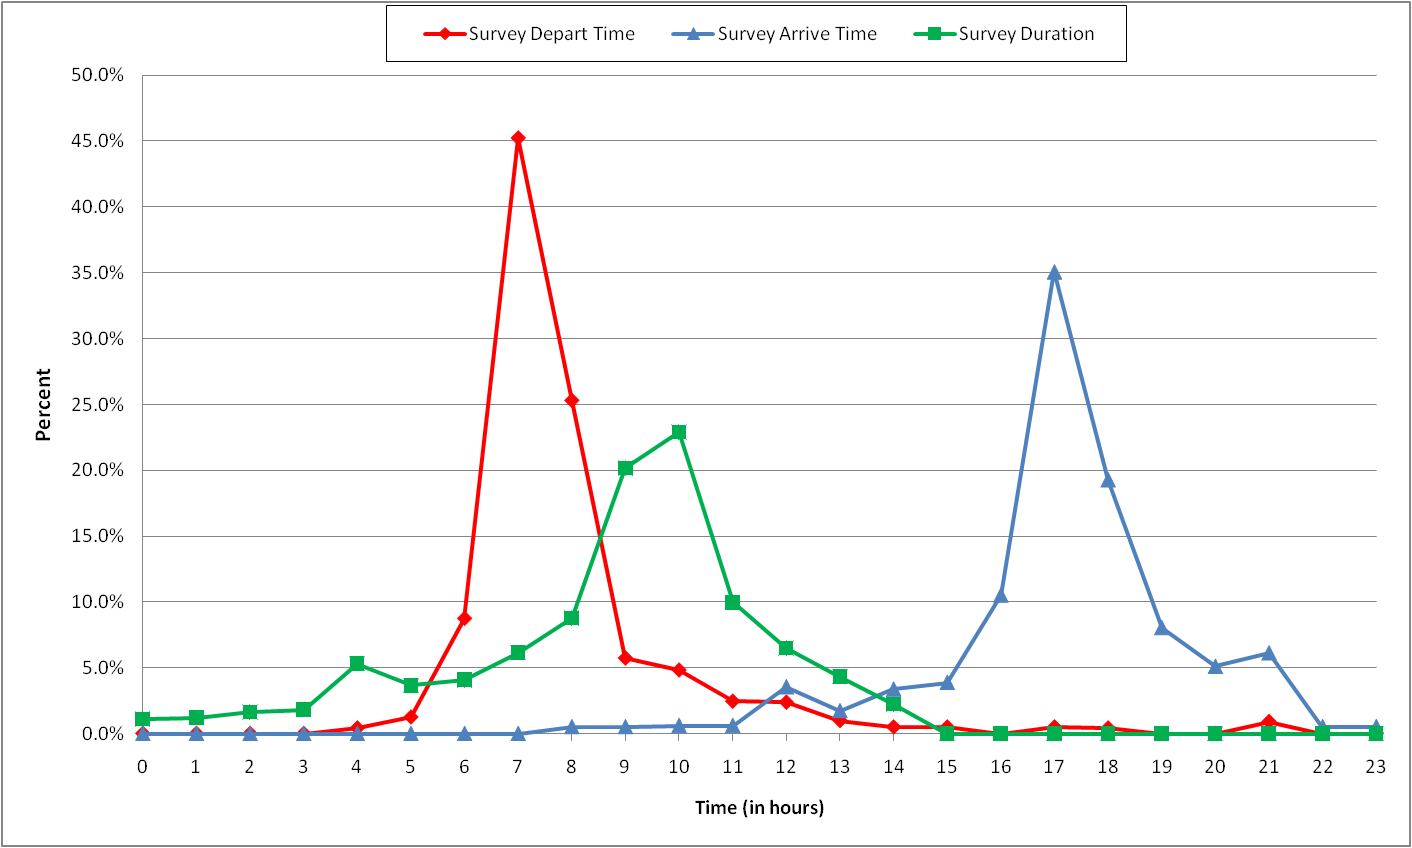 Survey Depart Time Survey Arrive Time Survey Duration
50.0%
45.0%
40.0%
35.0%
30.0%
25.0%
20.0%
15.0%
10.0%
5.0%
0.0%
Percent
0 1 2 3 4 5 6 7 8 9 10 11 12 13 14 15 16 17 18 19 20 21 22 23
Time (in hours)